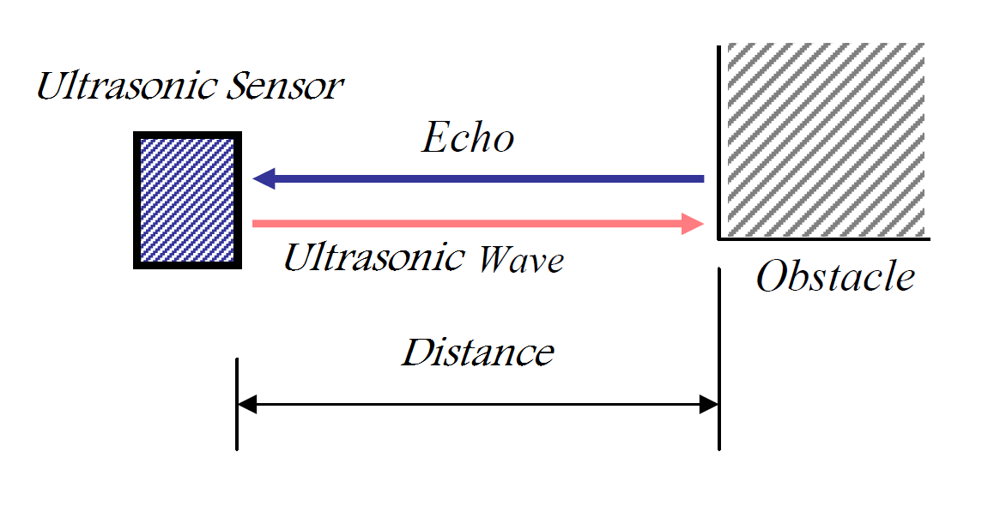 Ultrasonic Sensor
Echo
Ultrasonic Wave
Obstacle
Distance